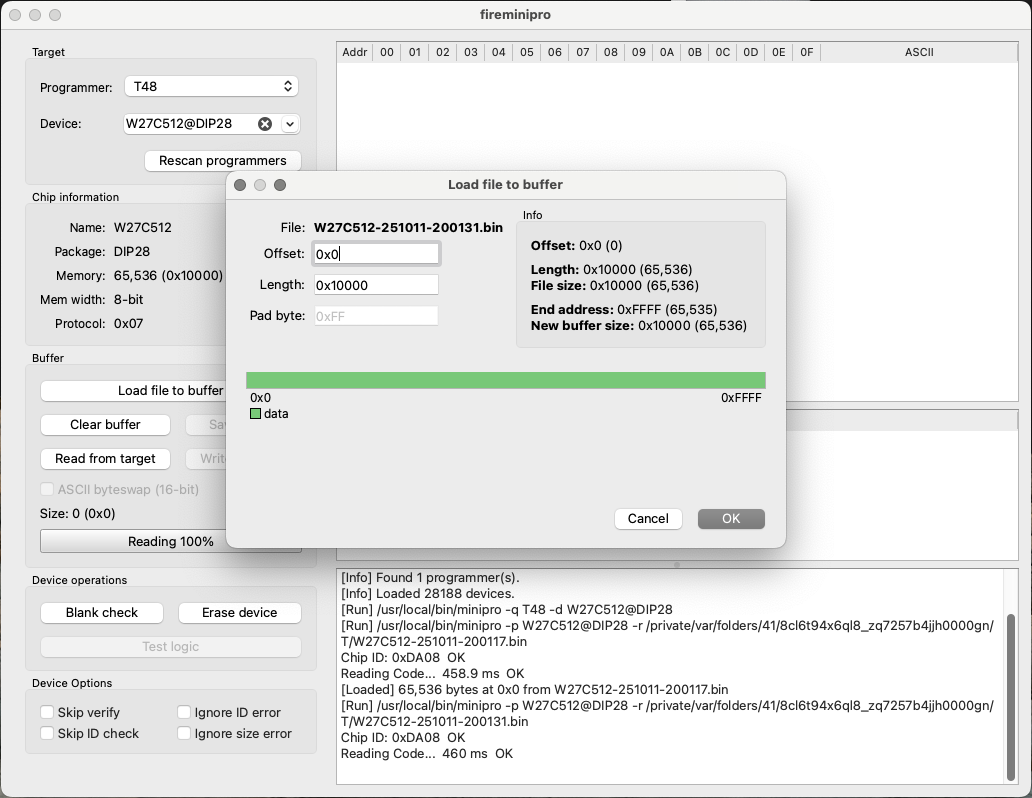 fireminipro
Target
Programmer: T48
Device: W27C512@DIP28
Rescan programmers
Chip information
Name: W27C512
Package: DIP28
Memory: 65,536 (0x10000)
Mem width: 8-bit
Protocol: 0x07
Buffer
Load file to buffer
Clear buffer
Read from target
ASCII byteswap (16-bit)
Size: 0 (0x0)
Reading 100%
Device operations
Blank check Erase device
Test logic
Device Options
Skip verify Ignore ID error
Skip ID check Ignore size error
Addr 00 01 02 03 04 05 06 07 08 09 0A 0B 0C 0D 0E 0F ASCII
Load file to buffer
File: W27C512-251011-200131.bin
Offset: 0x0
Length: 0x10000
Pad byte: 0xFF
Info
Offset: 0x0 (0)
Length: 0x10000 (65,536)
File size: 0x10000 (65,536)
End address: 0xFFFF (65,535)
New buffer size: 0x10000 (65,536)
0x0 0xFFFF
data
Cancel OK
[Info] Found 1 programmer(s).
[Info] Loaded 28188 devices.
[Run] /usr/local/bin/minipro -q T48 -d W27C512@DIP28
[Run] /usr/local/bin/minipro -p W27C512@DIP28 -r /private/var/folders/41/8cl6t94x6ql8_zq7257b4jjh0000gn/
T/W27C512-251011-200117.bin
Chip ID: 0xDA08 OK
Reading Code... 458.9 ms OK
[Loaded] 65,536 bytes at 0x0 from W27C512-251011-200117.bin
[Run] /usr/local/bin/minipro -p W27C512@DIP28 -r /private/var/folders/41/8cl6t94x6ql8_zq7257b4jjh0000gn/
T/W27C512-251011-200131.bin
Chip ID: 0xDA08 OK
Reading Code... 460 ms OK